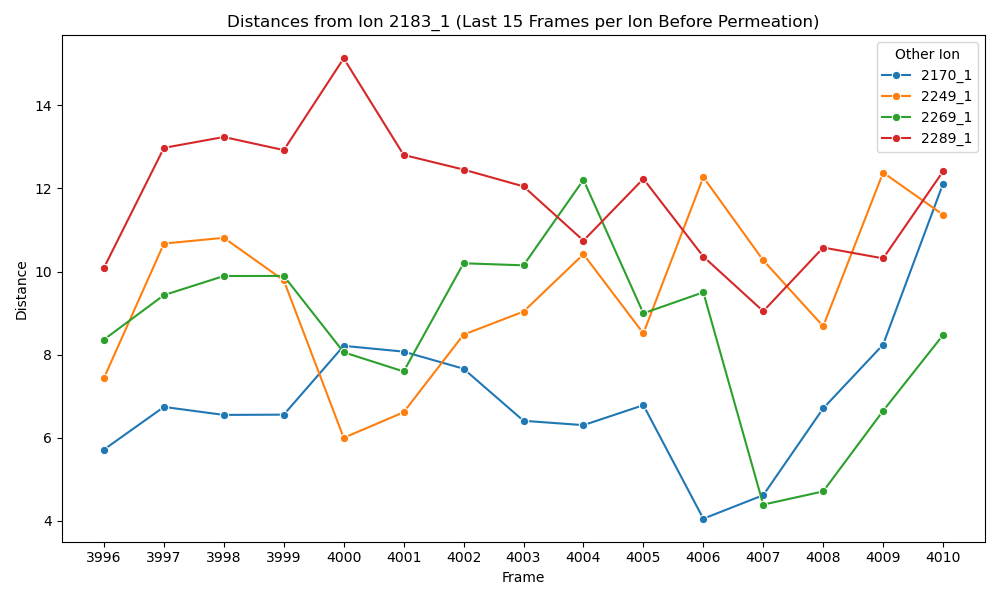 Distances from Ion 2183_1 (Last 15 Frames per Ion Before Permeation)
Other Ion
2170_1
2249_1
2269_1
2289_1
Distance
14
12
10
8
6
4
3996 3997 3998 3999 4000 4001 4002 4003 4004 4005 4006 4007 4008 4009 4010
Frame